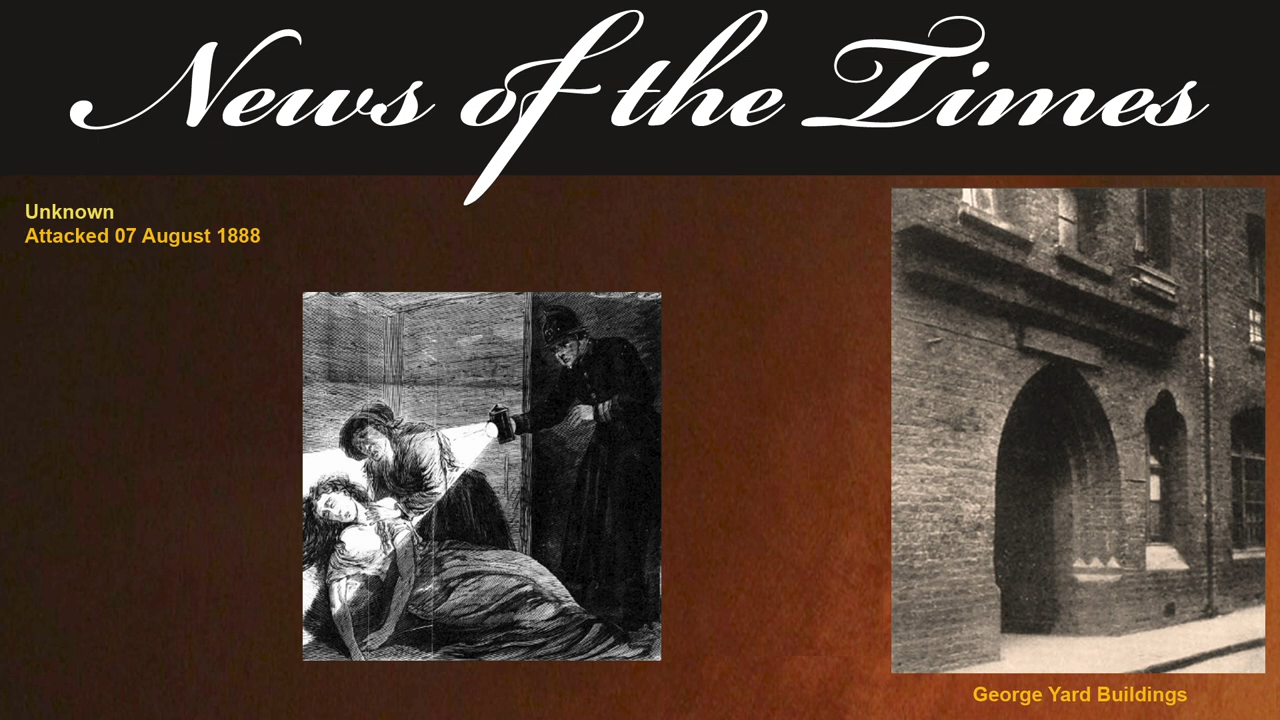 News of the Times
Unknown
Attacked 07 August 1888
George Yard Buildings